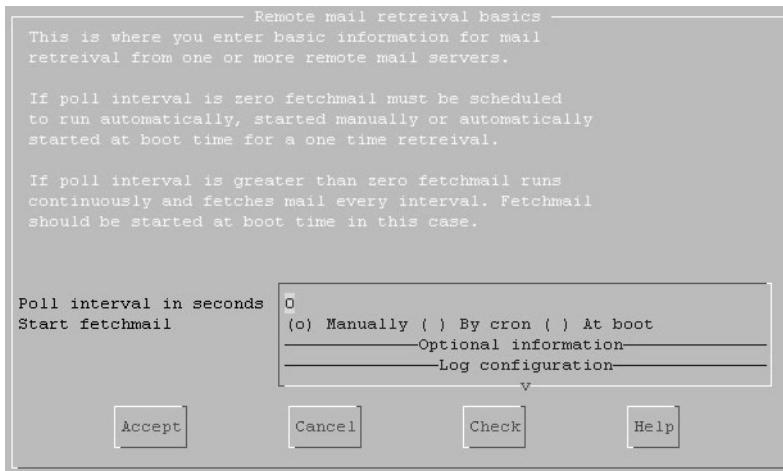 Remote mail retreival basics
This is where you enter basic information for mail
retreival from one or more remote mail servers.
If poll interval is zero fetchmail must be scheduled
to run automatically, started manually or automatically
started at boot time for a one time retreival.
If poll interval is greater than zero fetchmail runs
continuously and fetches mail every interval. Fetchmail
should be started at boot time in this case.
Poll interval in seconds 0
Start fetchmail (o) Manually ( ) By cron ( ) At boot
Optional information
Log configuration
v
Accept Cancel Check Help